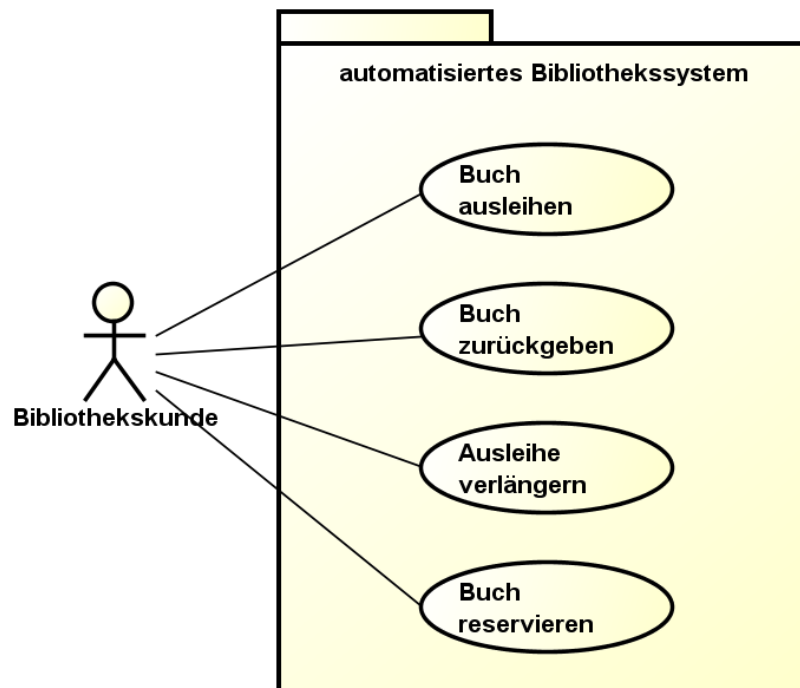 automatisiertes Bibliothekssystem
Buch
ausleihen
Buch
zurückgeben
Bibliothekskunde
Ausleihe
verlängern
Buch
reservieren